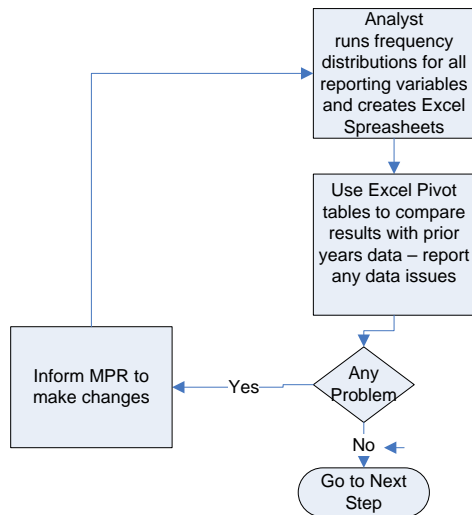 Analyst
runs frequency
distributions for all
reporting variables
and creates Excel
Spreasheets
Use Excel Pivot
tables to compare
results with prior
years data – report
any data issues
Any
Problem
Yes
Inform MPR to
make changes
No
Go to Next
Step